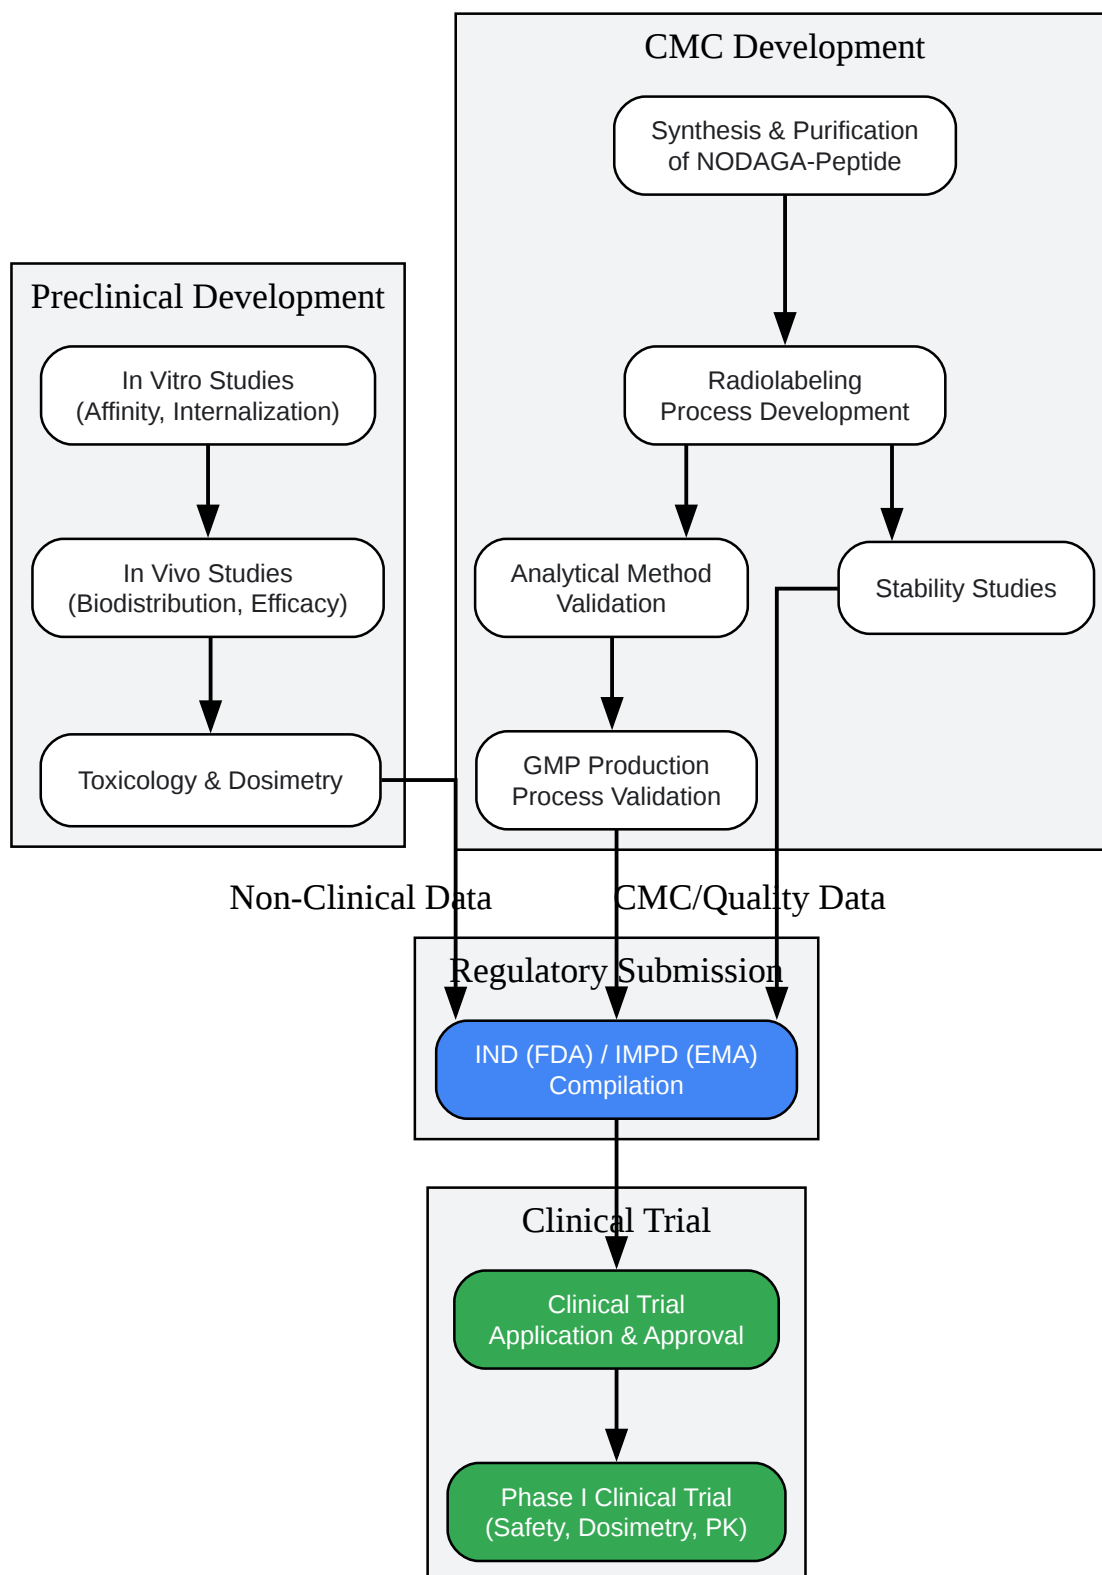 CMC Development
Synthesis & Purification
of NODAGA-Peptide
Radiolabeling
Process Development
Analytical Method
Validation
Stability Studies
GMP Production
Process Validation
Preclinical Development
In Vitro Studies
(Affinity, Internalization)
In Vivo Studies
(Biodistribution, Efficacy)
Toxicology & Dosimetry
Non-Clinical Data
CMC/Quality Data
Regulatory Submission
IND (FDA) / IMPD (EMA)
Compilation
Clinical Trial
Clinical Trial
Application & Approval
Phase I Clinical Trial
(Safety, Dosimetry, PK)